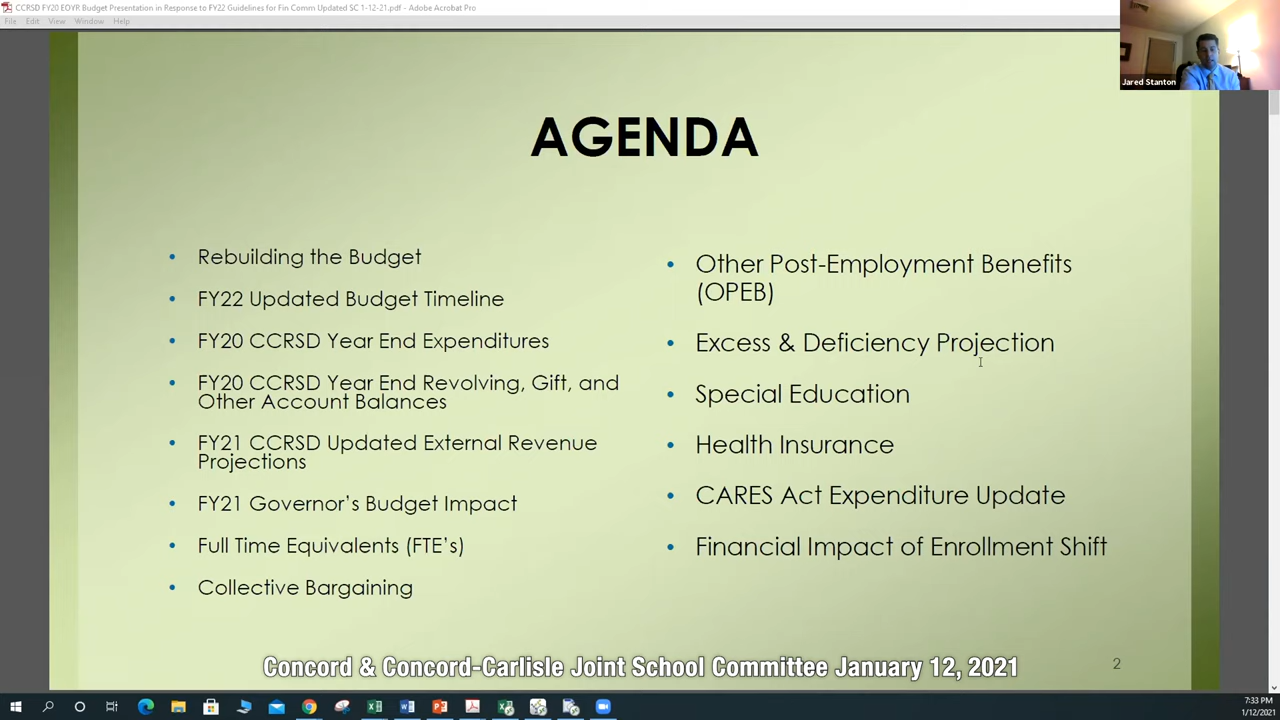 CCRSD FY20 EOYR Budget Presentation in Response to FY22 Guidelines for Fin Comm Updated SC 1-12-21.pdf - Adobe Acrobat Pro
File Edit View Window Help
Jared Stanton
AGENDA
• Rebuilding the Budget
• FY22 Updated Budget Timeline
• FY20 CCRSD Year End Expenditures
• FY20 CCRSD Year End Revolving, Gift, and
Other Account Balances
• FY21 CCRSD Updated External Revenue
Projections
• FY21 Governor's Budget Impact
• Full Time Equivalents (FTE's)
• Collective Bargaining
• Other Post-Employment Benefits
(OPEB)
• Excess & Deficiency Projection
• Special Education
• Health Insurance
• CARES Act Expenditure Update
• Financial Impact of Enrollment Shift
Concord & Concord-Carlisle Joint School Committee January 12, 2021
2
7:33 PM
1/12/2021